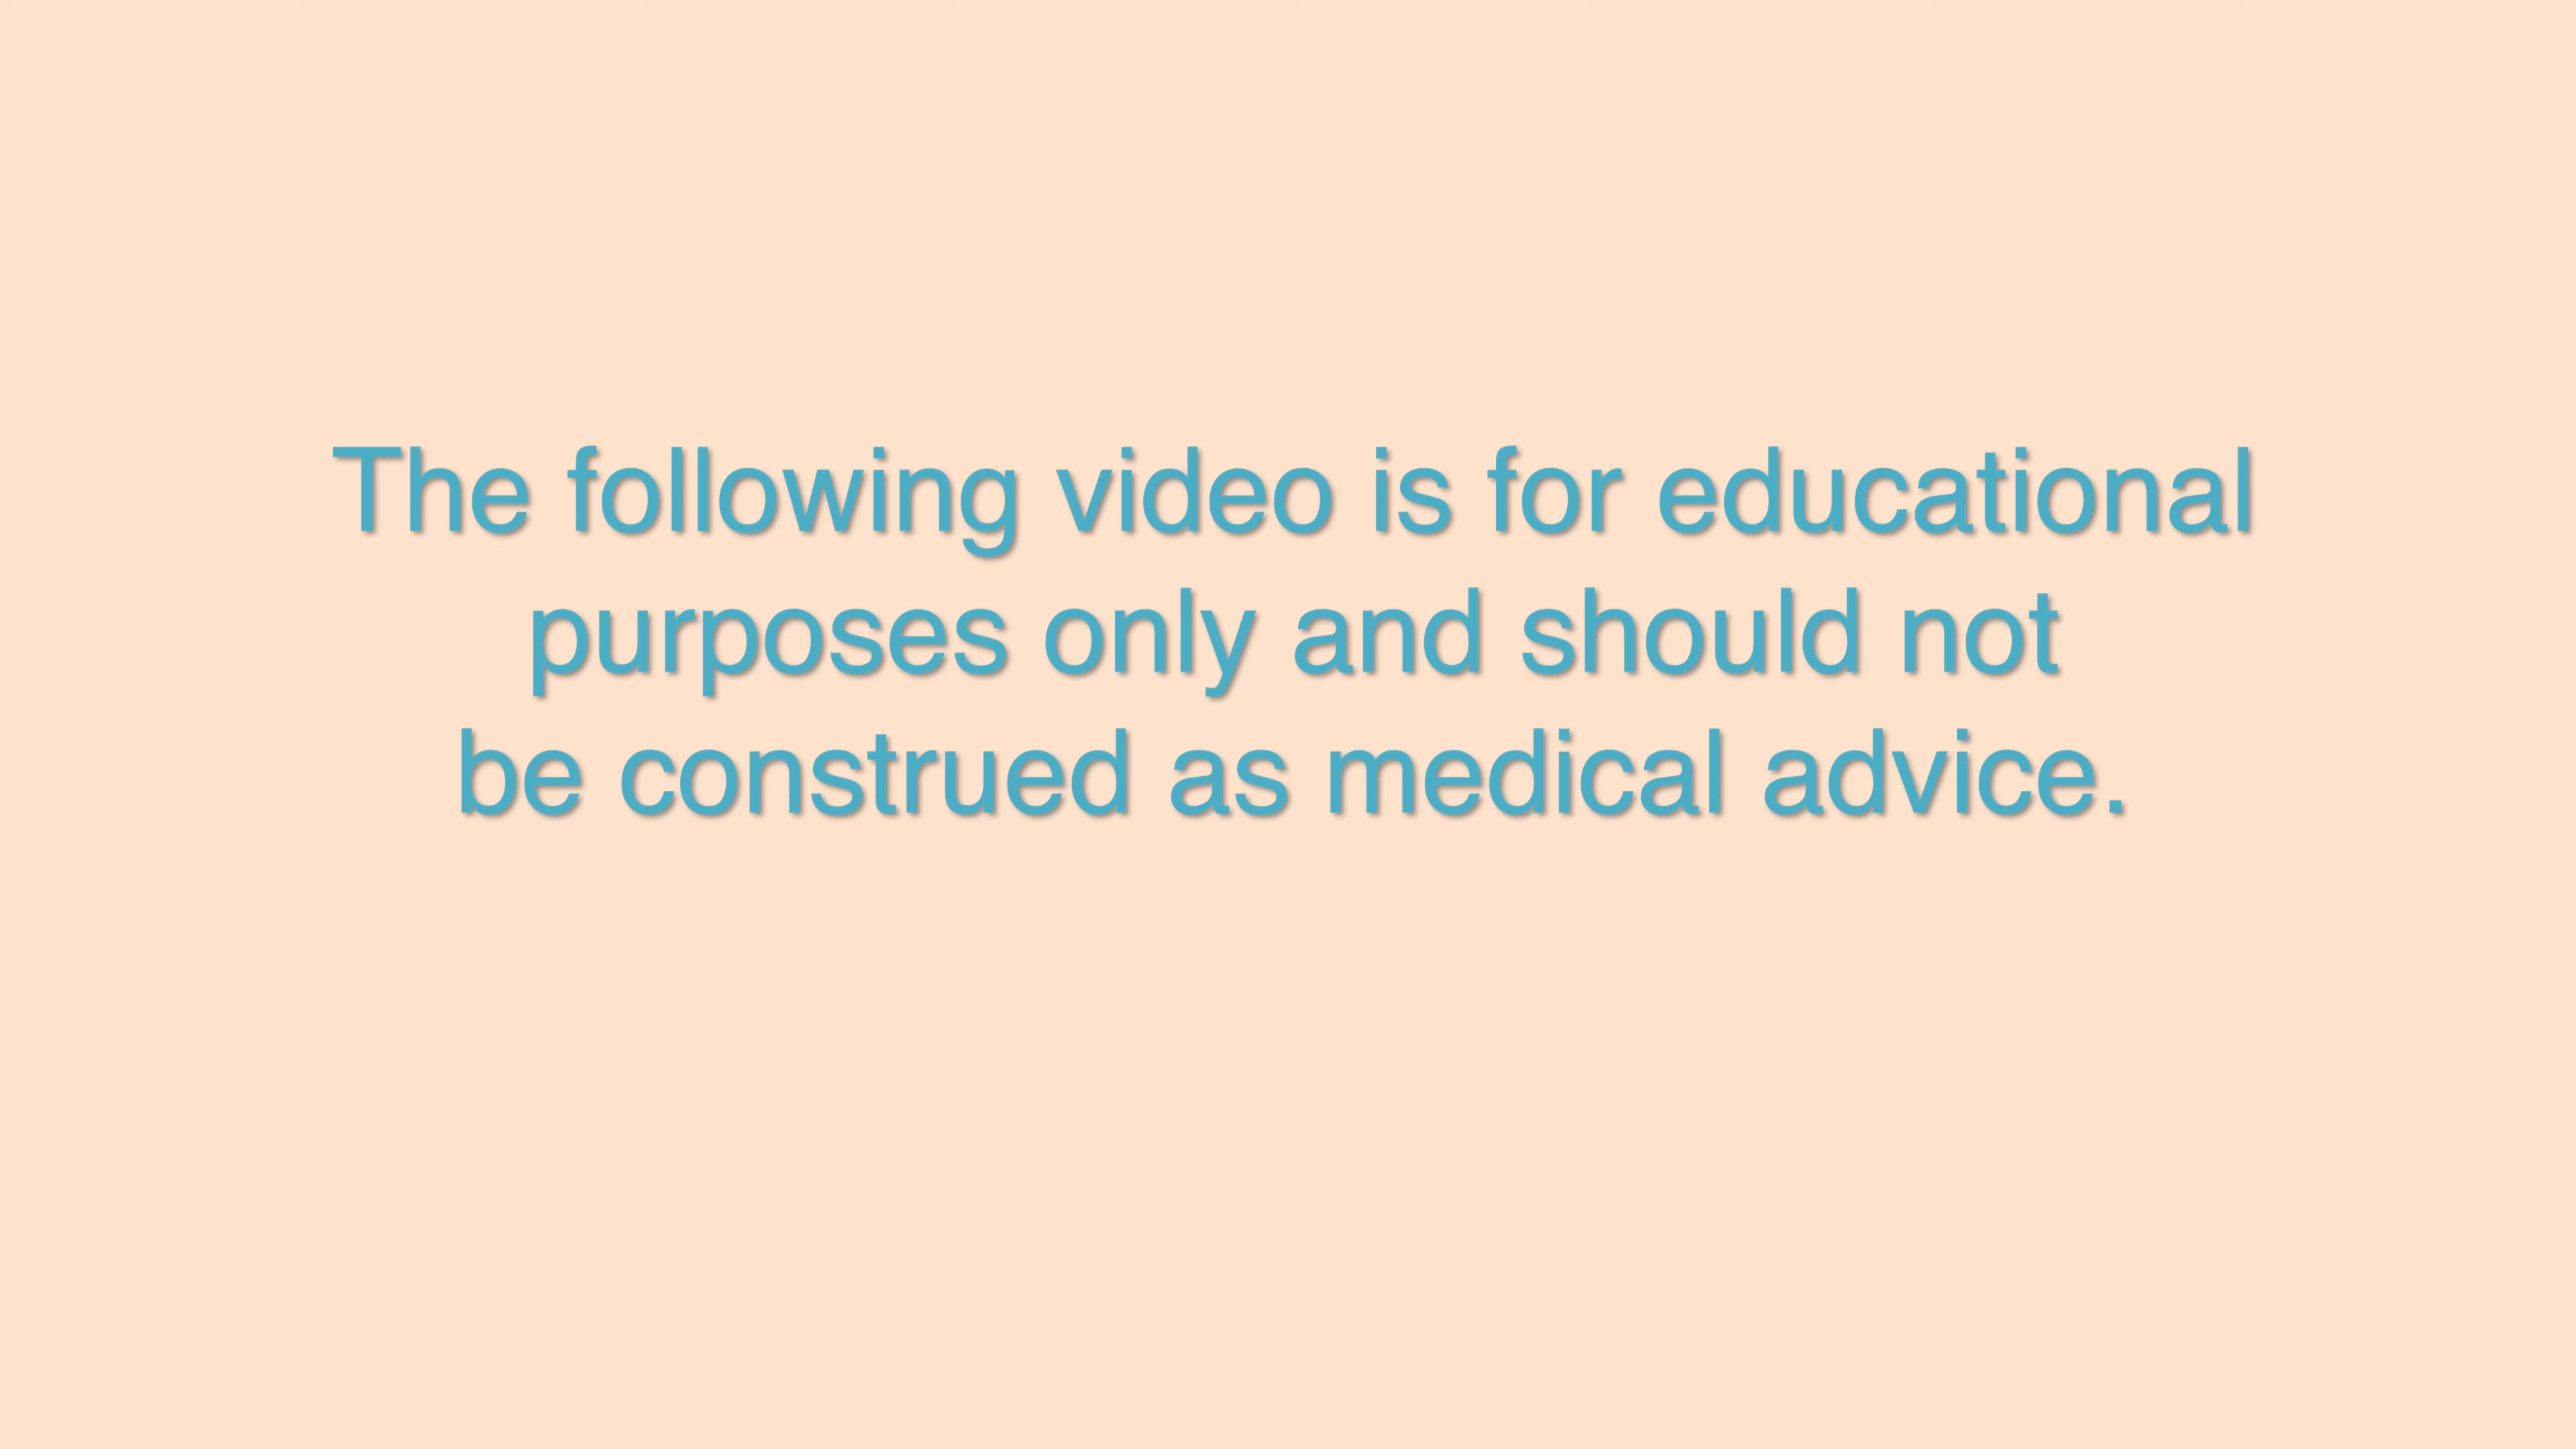 The following video is for educational
purposes only and should not
be construed as medical advice.